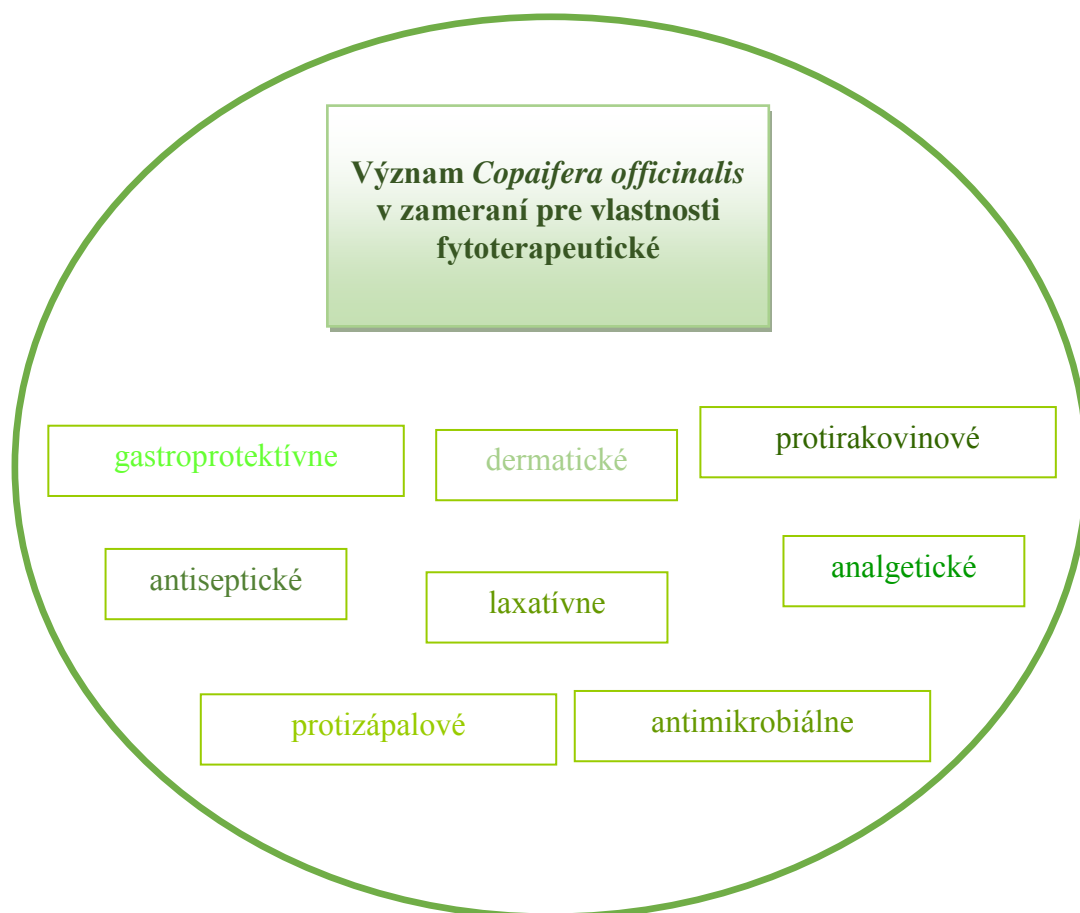 Význam Copaifera officinalis
v zameraní pre vlastnosti
fytoterapeutické
gastroprotektívne
dermatické
protirakovinové
antiseptické
laxatívne
analgetické
protizápalové
antimikrobiálne